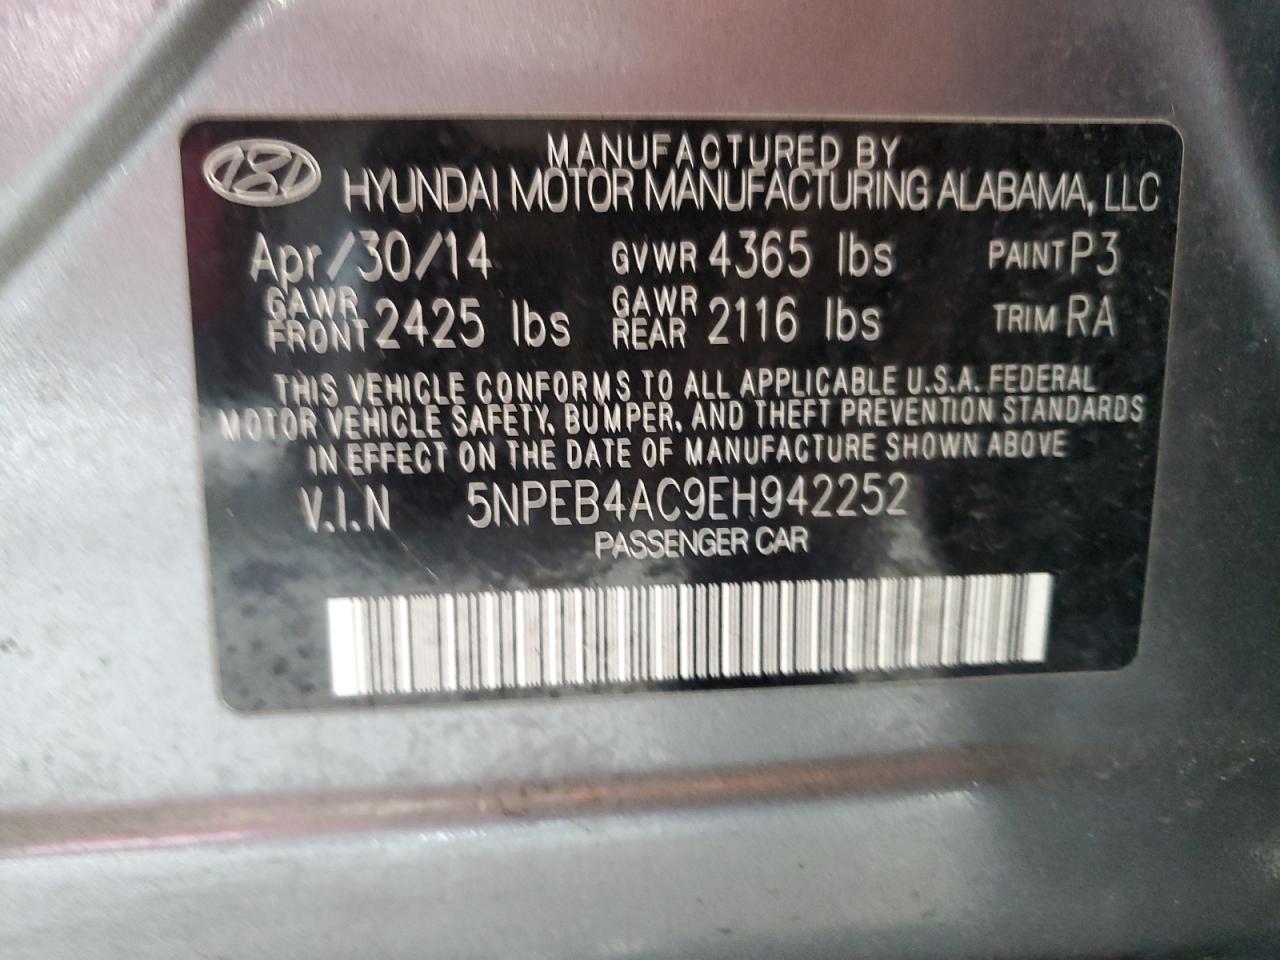 MANUFACTURED BY
HYUNDAI MOTOR MANUFACTURING ALABAMA, LLC
Apr/30/14 GVWR 4365 lbs PAINT P3
GAWR FRONT 2425 lbs GAWR REAR 2116 lbs TRIM RA
THIS VEHICLE CONFORMS TO ALL APPLICABLE U.S.A. FEDERAL
MOTOR VEHICLE SAFETY, BUMPER, AND THEFT PREVENTION STANDARDS
IN EFFECT ON THE DATE OF MANUFACTURE SHOWN ABOVE
V.I.N 5NPEB4AC9EH942252
PASSENGER CAR